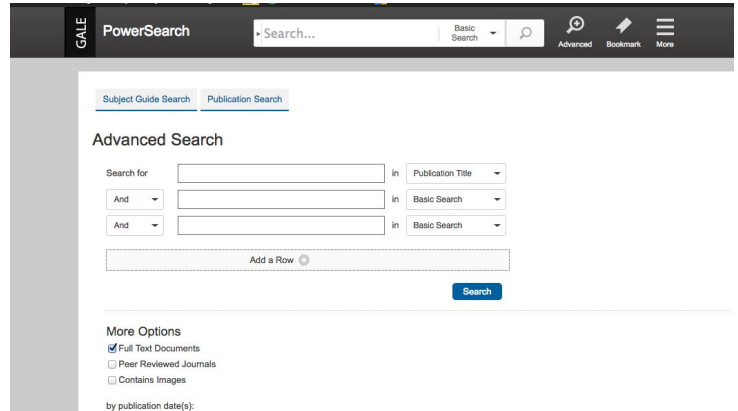 GALE
PowerSearch
Search...
Basic
Search
Advanced
Bookmark
More
Subject Guide Search
Publication Search
Advanced Search
Search for
in
Publication Title
And
in
Basic Search
And
in
Basic Search
Add a Row
Search
More Options
Full Text Documents
Peer Reviewed Journals
Contains Images
by publication date(s):